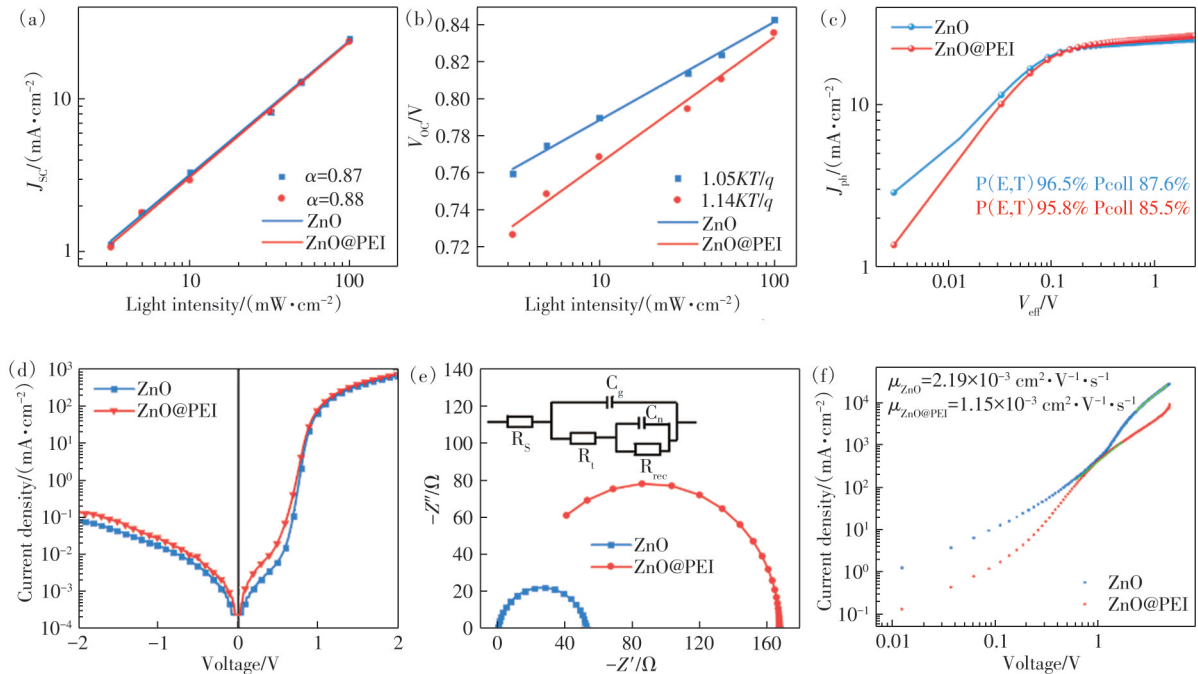 (a)
J_SC/(mA·cm⁻²)
10
1
α=0.87
α=0.88
ZnO
ZnO@PEI
10
100
Light intensity/(mW·cm⁻²)
(b)
V_OC/V
0.84
0.82
0.80
0.78
0.76
0.74
0.72
1.05KT/q
1.14KT/q
ZnO
ZnO@PEI
10
100
Light intensity/(mW·cm⁻²)
(c)
J_ph/(mA·cm⁻²)
10
1
ZnO
ZnO@PEI
P(E,T) 96.5% Pcoll 87.6%
P(E,T) 95.8% Pcoll 85.5%
0.01
0.1
1
V_eff/V
(d)
Current density/(mA·cm⁻²)
10³
10²
10¹
10⁰
10⁻¹
10⁻²
10⁻³
10⁻⁴
ZnO
ZnO@PEI
−2
−1
0
1
2
Voltage/V
(e)
−Z″/Ω
140
120
100
80
60
40
20
0
C_g
C_n
R_S
R_t
R_rec
ZnO
ZnO@PEI
0
40
80
120
160
−Z′/Ω
(f)
Current density/(mA·cm⁻²)
μ_ZnO=2.19×10⁻³ cm²·V⁻¹·s⁻¹
μ_ZnO@PEI=1.15×10⁻³ cm²·V⁻¹·s⁻¹
10⁴
10³
10²
10¹
10⁰
10⁻¹
ZnO
ZnO@PEI
0.01
0.1
1
Voltage/V